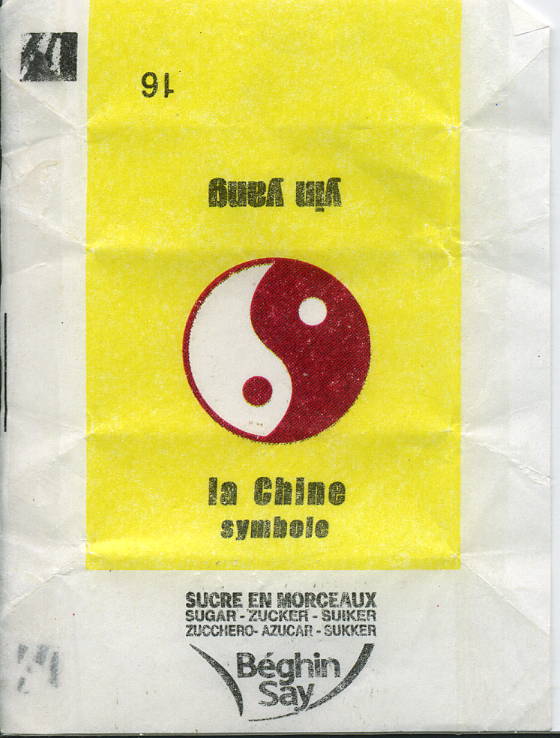 16
yin yang
la Chine
symbole
SUCRE EN MORCEAUX
SUGAR - ZUCKER - SUIKER
ZUCCHERO- AZUCAR - SUKKER
Béghin
Say